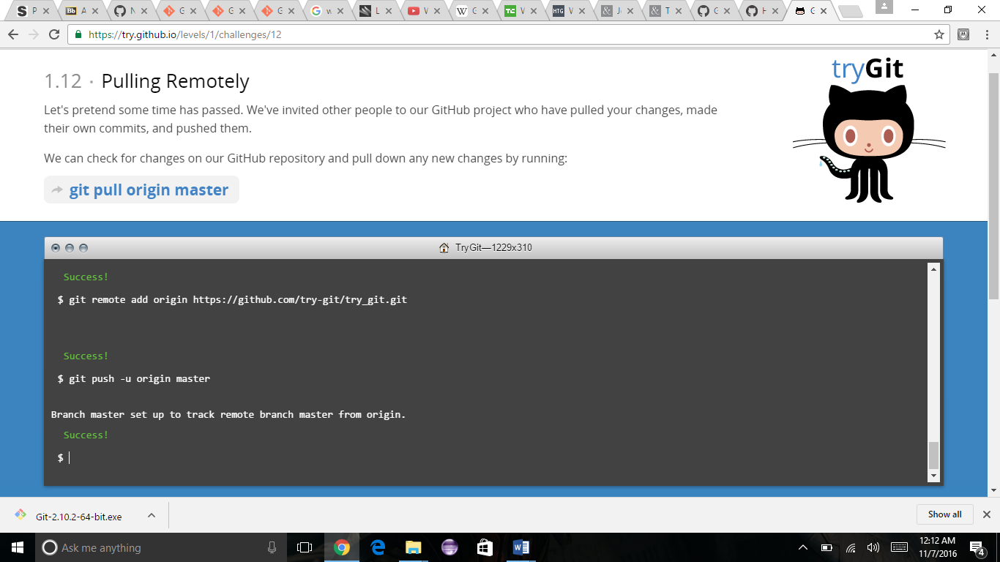 P
Bb A
N
G
G
G
G w
L
W
W G
TC V
HTG W
& J
& T
G
H
G
https://try.github.io/levels/1/challenges/12
tryGit
1.12 · Pulling Remotely
Let's pretend some time has passed. We've invited other people to our GitHub project who have pulled your changes, made
their own commits, and pushed them.
We can check for changes on our GitHub repository and pull down any new changes by running:
git pull origin master
TryGit—1229x310
Success!
$ git remote add origin https://github.com/try-git/try_git.git
Success!
$ git push -u origin master
Branch master set up to track remote branch master from origin.
Success!
$
Git-2.10.2-64-bit.exe
Show all
Ask me anything
12:12 AM
11/7/2016
4